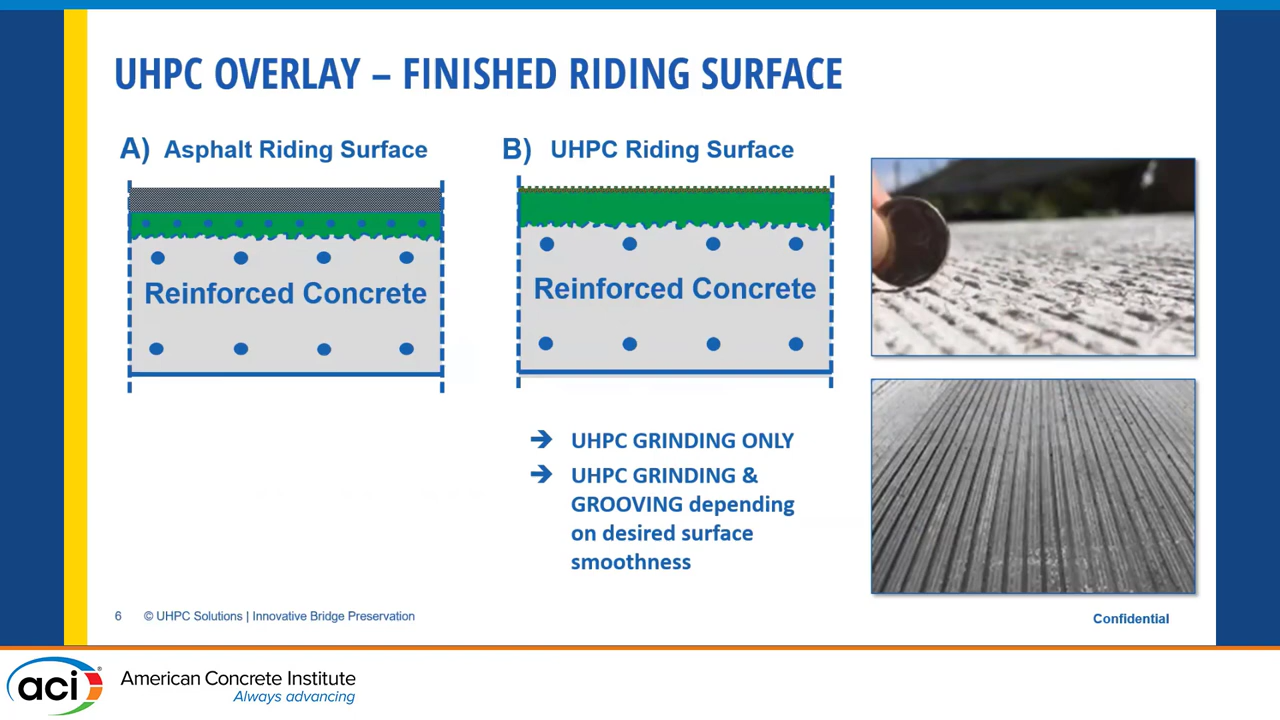 UHPC OVERLAY – FINISHED RIDING SURFACE
A) Asphalt Riding Surface
Reinforced Concrete
B) UHPC Riding Surface
Reinforced Concrete
➔ UHPC GRINDING ONLY
➔ UHPC GRINDING &
GROOVING depending
on desired surface
smoothness
6 © UHPC Solutions | Innovative Bridge Preservation
Confidential
aci®
American Concrete Institute
Always advancing